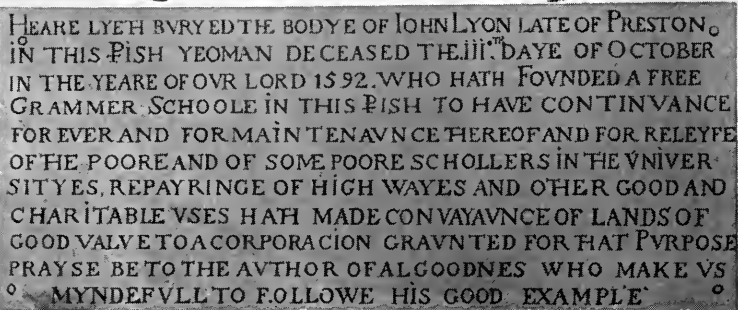 HEARE LYETH BVRYED THE BODYE OF IOHN LYON LATE OF PRESTON
IN THIS PISH YEOMAN DECEASED THE.iii.TH DAYE OF OCTOBER
IN THE YEARE OF OVR LORD 1592. WHO HATH FOVNDED A FREE
GRAMMER SCHOOLE IN THIS PISH TO HAVE CONTINVANCE
FOR EVER AND FOR MAINTENAVNCE THEREOF AND FOR RELEYFE
OF THE POORE AND OF SOME POORE SCHOLLERS IN THE VNIVER-
SITYES, REPAYRINGE OF HIGH WAYES AND OTHER GOOD AND
CHARITABLE VSES HATH MADE CONVAYAVNCE OF LANDS OF
GOOD VALVE TO A CORPORACION GRAVNTED FOR THAT PVRPOSE
PRAYSE BE TO THE AVTHOR OF AL GOODNES WHO MAKE VS
MYNDEFVLL TO FOLLOWE HIS GOOD EXAMPLE